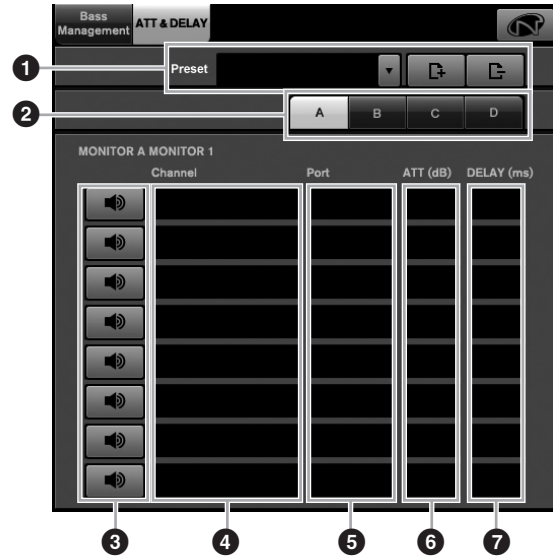 Bass
Management
ATT & DELAY
1
Preset
2
A B C D
MONITOR A MONITOR 1
Channel Port ATT (dB) DELAY (ms)
3 4 5 6 7